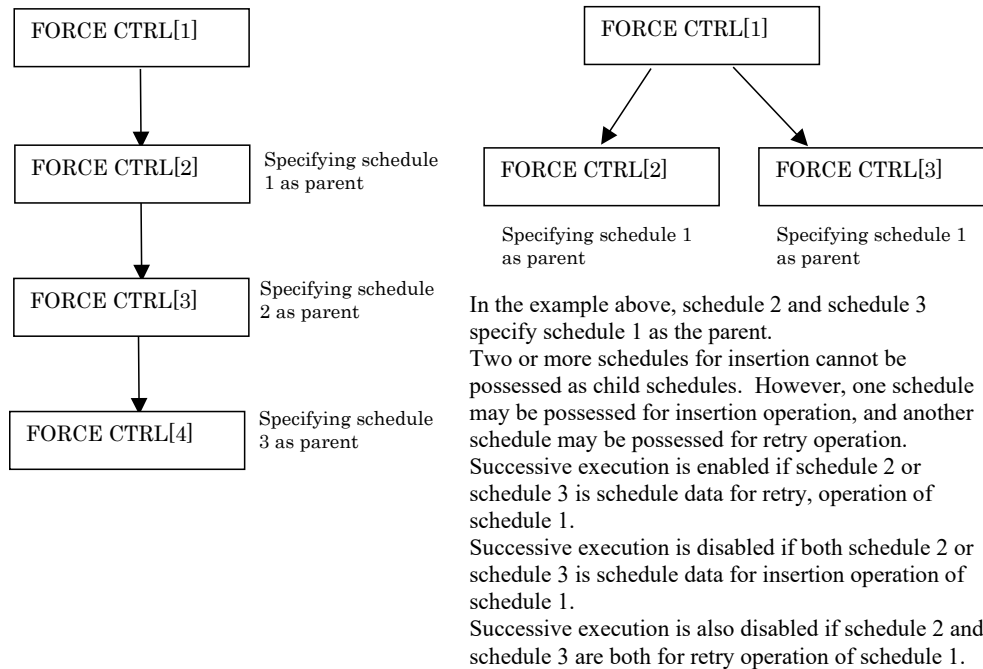 FORCE CTRL[1]
FORCE CTRL[2]
Specifying schedule
1 as parent
FORCE CTRL[3]
Specifying schedule
2 as parent
FORCE CTRL[4]
Specifying schedule
3 as parent
FORCE CTRL[1]
FORCE CTRL[2]
FORCE CTRL[3]
Specifying schedule 1
as parent
Specifying schedule 1
as parent
In the example above, schedule 2 and schedule 3
specify schedule 1 as the parent.
Two or more schedules for insertion cannot be
possessed as child schedules.  However, one schedule
may be possessed for insertion operation, and another
schedule may be possessed for retry operation.
Successive execution is enabled if schedule 2 or
schedule 3 is schedule data for retry, operation of
schedule 1.
Successive execution is disabled if both schedule 2 or
schedule 3 is schedule data for insertion operation of
schedule 1.
Successive execution is also disabled if schedule 2 and
schedule 3 are both for retry operation of schedule 1.